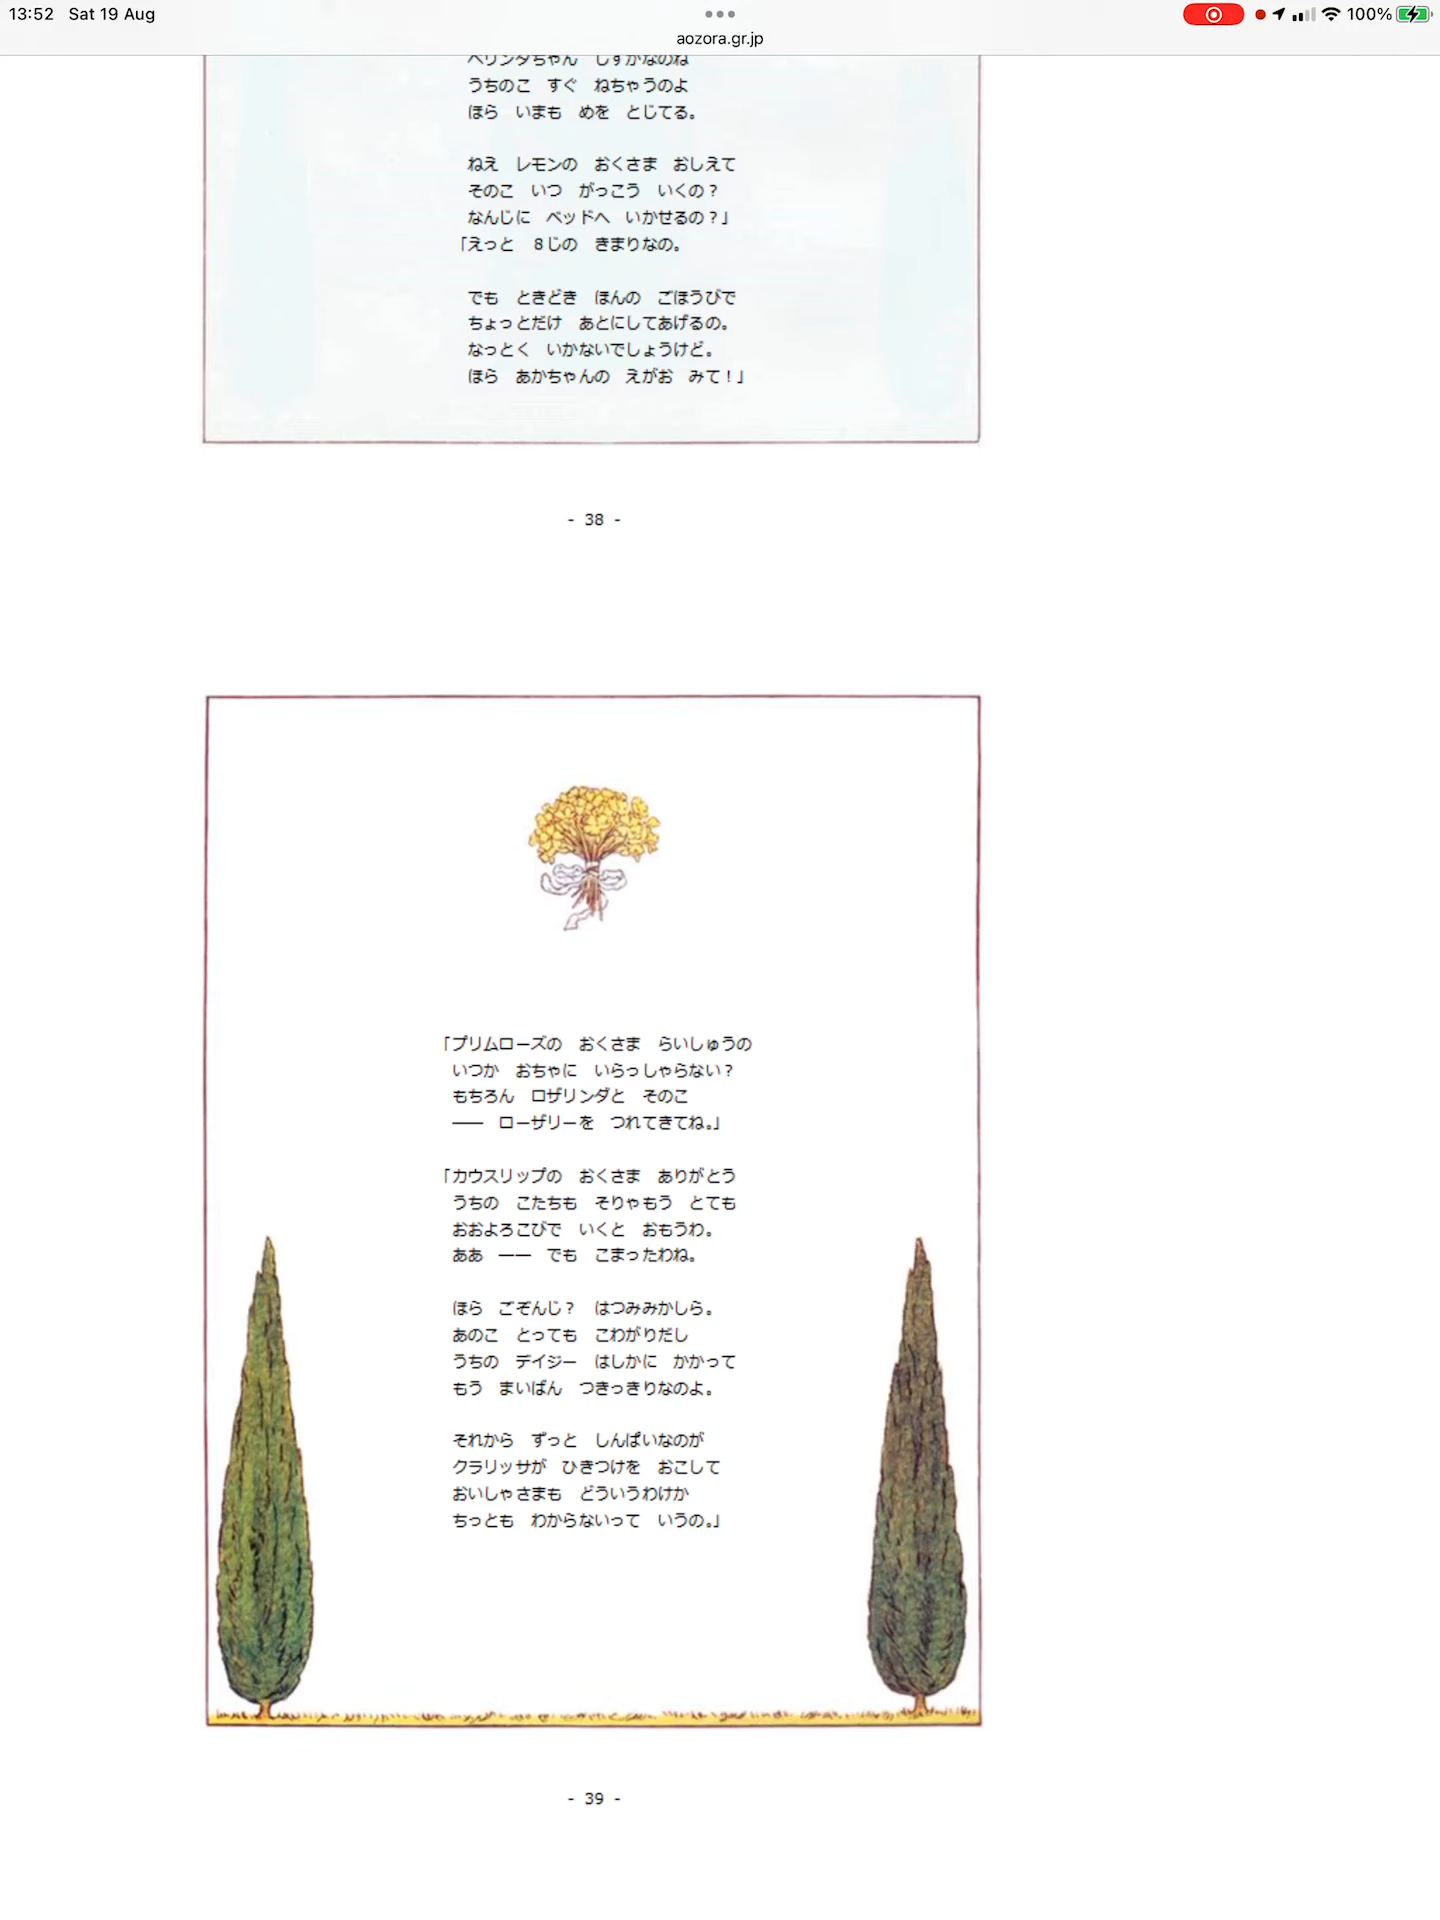 13:52 Sat 19 Aug
100%
aozora.gr.jp
ベリンダちゃん　しずかなのね
うちのこ　すぐ　ねちゃうのよ
ほら　いまも　めを　とじてる。
ねえ　レモンの　おくさま　おしえて
そのこ　いつ　がっこう　いくの？
なんじに　ベッドへ　いかせるの？」
「えっと　８じの　きまりなの。
でも　ときどき　ほんの　ごほうびで
ちょっとだけ　あとにしてあげるの。
なっとく　いかないでしょうけど。
ほら　あかちゃんの　えがお　みて！」
- 38 -
「プリムローズの　おくさま　らいしゅうの
いつか　おちゃに　いらっしゃらない？
もちろん　ロザリンダと　そのこ
――　ローザリーを　つれてきてね。」
「カウスリップの　おくさま　ありがとう
うちの　こたちも　そりゃもう　とても
おおよろこびで　いくと　おもうわ。
ああ　――　でも　こまったわね。
ほら　ごぞんじ？　はつみみかしら。
あのこ　とっても　こわがりだし
うちの　デイジー　はしかに　かかって
もう　まいばん　つきっきりなのよ。
それから　ずっと　しんぱいなのが
クラリッサが　ひきつけを　おこして
おいしゃさまも　どういうわけか
ちっとも　わからないって　いうの。」
- 39 -